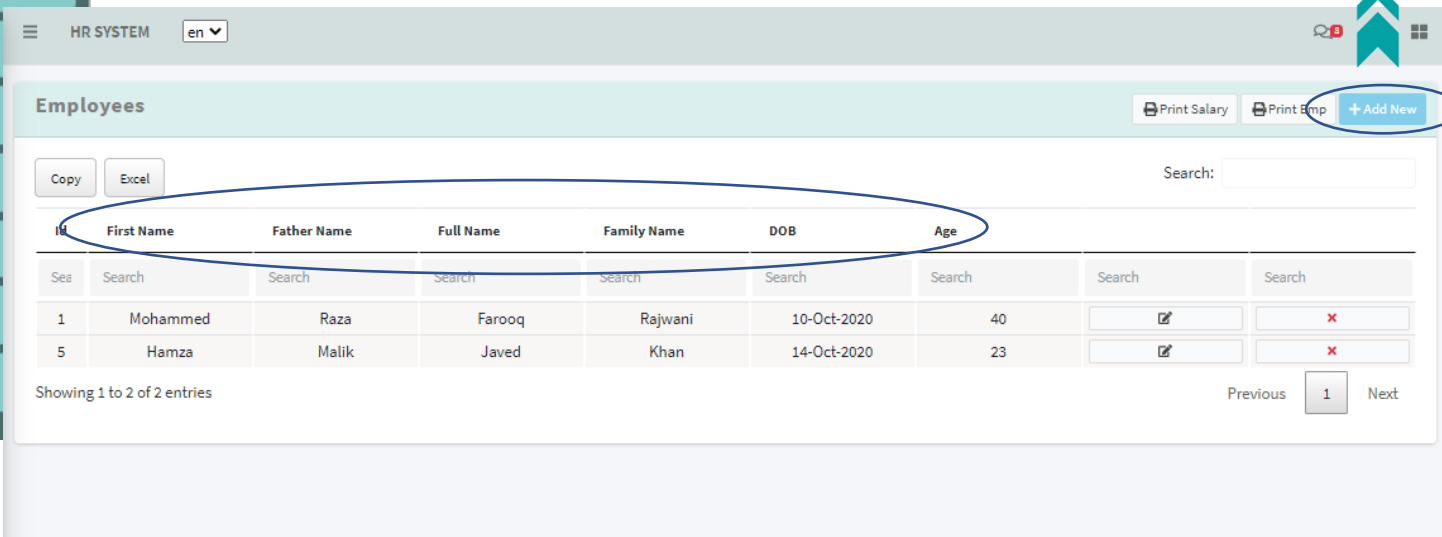 HR SYSTEM en 8
Employees Print Salary Print Emp + Add New
Copy Excel Search:
Id First Name Father Name Full Name Family Name DOB Age
Sea Search Search Search Search Search Search Search Search
1 Mohammed Raza Farooq Rajwani 10-Oct-2020 40
5 Hamza Malik Javed Khan 14-Oct-2020 23
Showing 1 to 2 of 2 entries Previous 1 Next